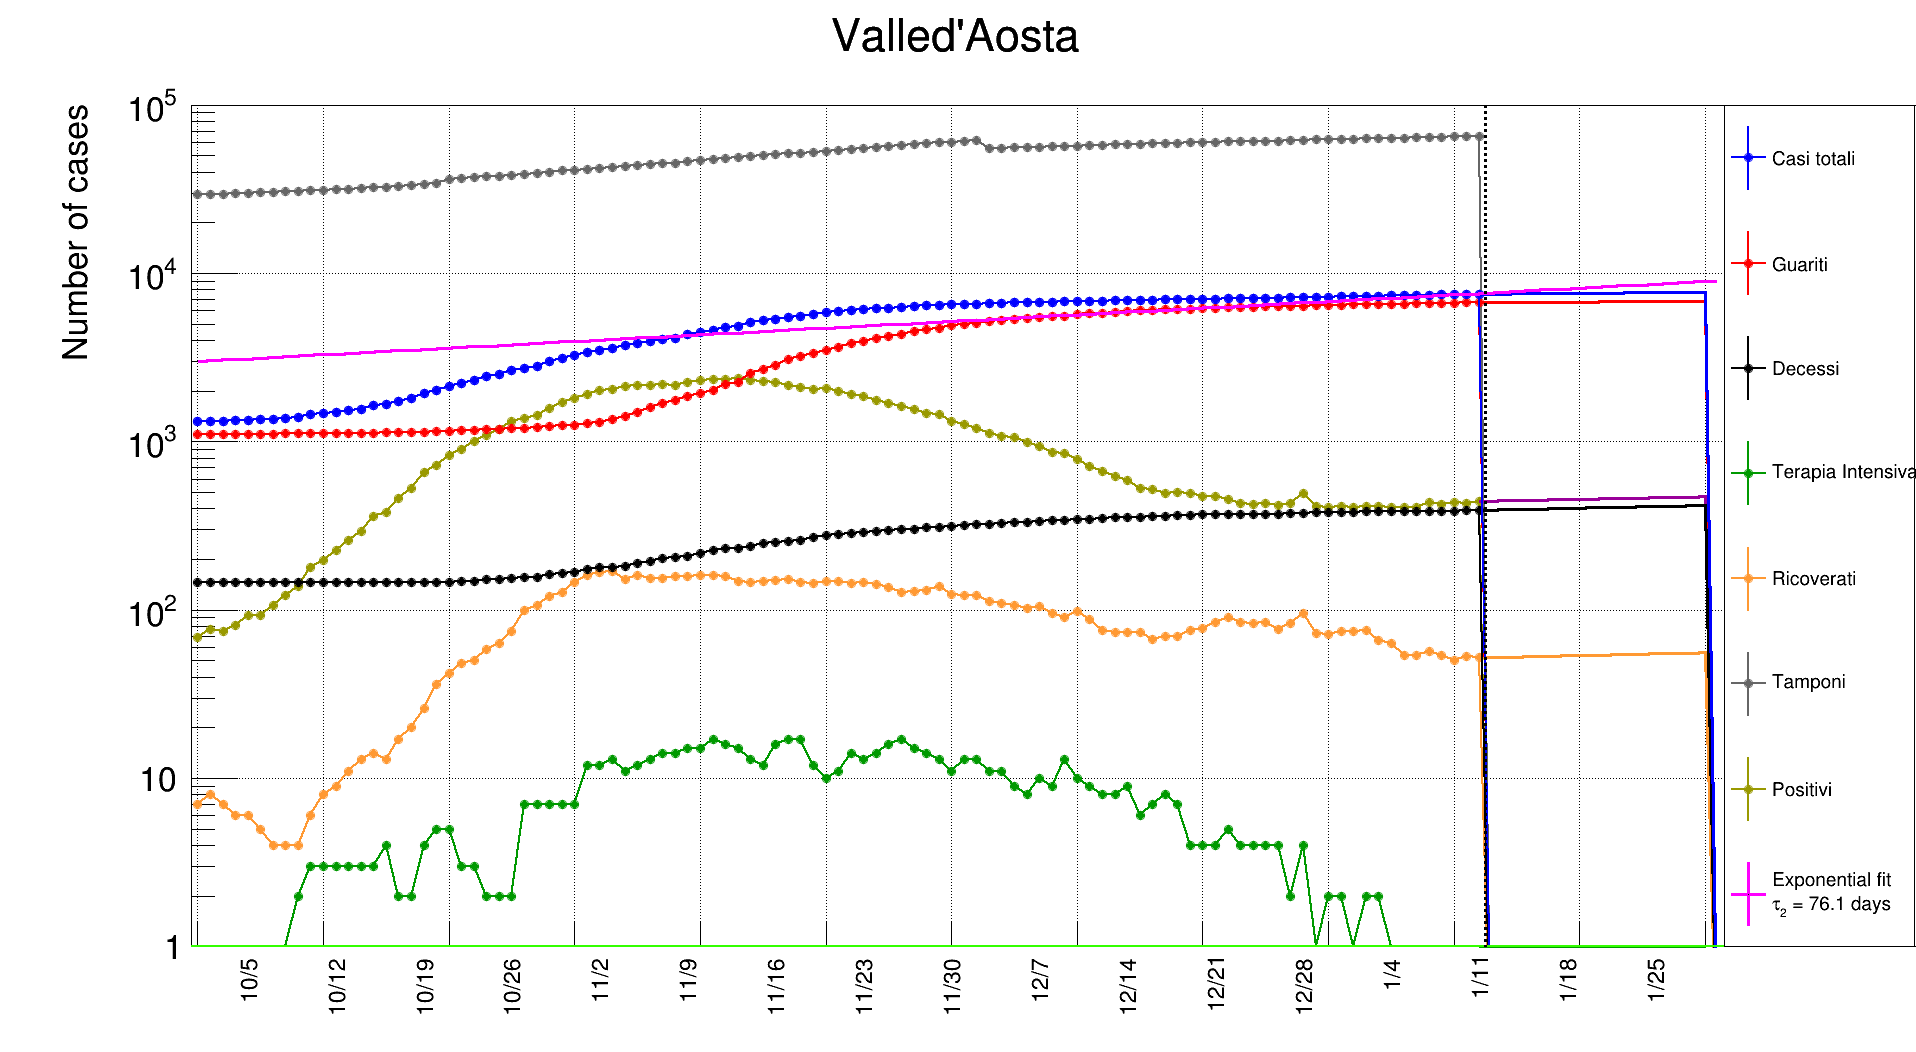 Valled'Aosta
Number of cases
10^5
10^4
10^3
10^2
10
1
10/5
10/12
10/19
10/26
11/2
11/9
11/16
11/23
11/30
12/7
12/14
12/21
12/28
1/4
1/11
1/18
1/25
Casi totali
Guariti
Decessi
Terapia Intensiva
Ricoverati
Tamponi
Positivi
Exponential fit
τ_2 = 76.1 days